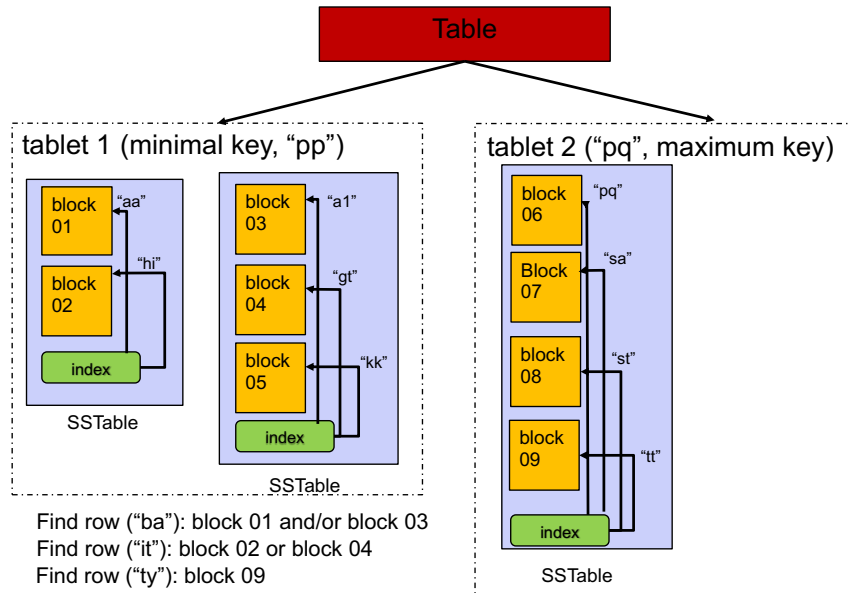 Table
tablet 1 (minimal key, “pp”)
block
01
“aa”
block
02
“hi”
index
SSTable
block
03
“a1”
block
04
“gt”
block
05
“kk”
index
SSTable
tablet 2 (“pq”, maximum key)
block
06
“pq”
Block
07
“sa”
block
08
“st”
block
09
“tt”
index
SSTable
Find row (“ba”): block 01 and/or block 03
Find row (“it”): block 02 or block 04
Find row (“ty”): block 09